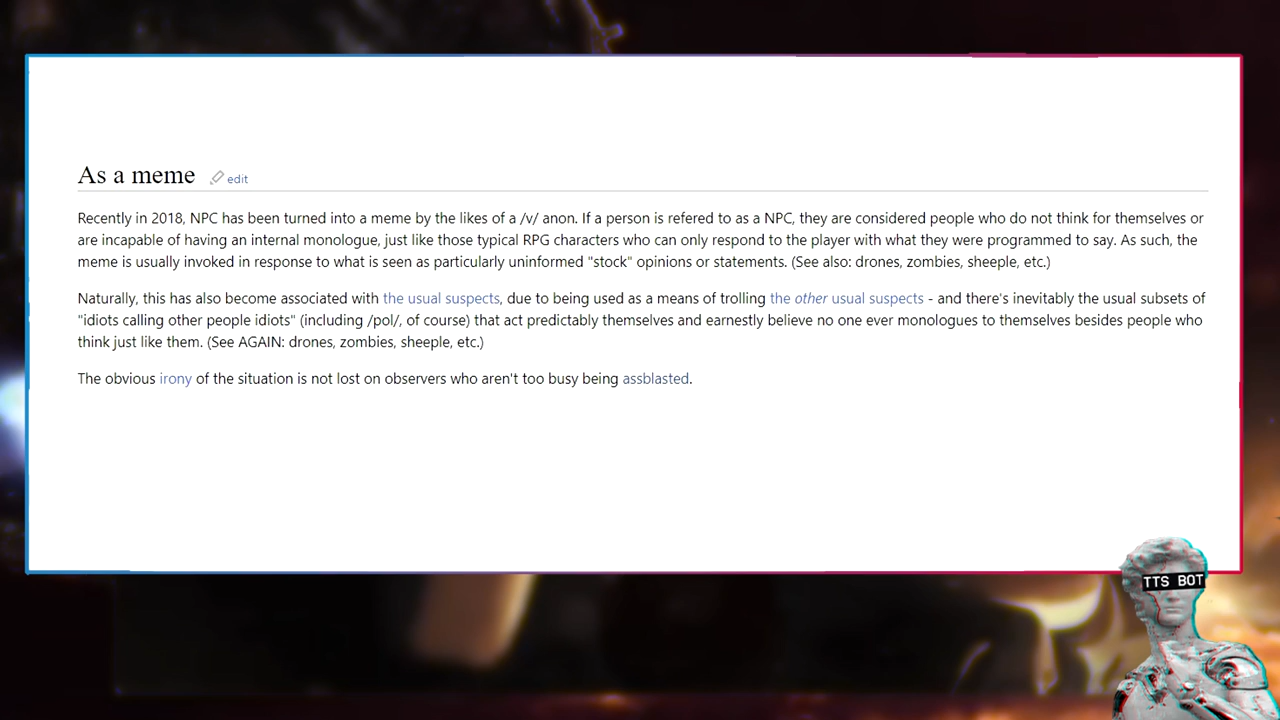 As a meme edit
Recently in 2018, NPC has been turned into a meme by the likes of a /v/ anon. If a person is refered to as a NPC, they are considered people who do not think for themselves or
are incapable of having an internal monologue, just like those typical RPG characters who can only respond to the player with what they were programmed to say. As such, the
meme is usually invoked in response to what is seen as particularly uninformed "stock" opinions or statements. (See also: drones, zombies, sheeple, etc.)
Naturally, this has also become associated with the usual suspects, due to being used as a means of trolling the other usual suspects - and there's inevitably the usual subsets of
"idiots calling other people idiots" (including /pol/, of course) that act predictably themselves and earnestly believe no one ever monologues to themselves besides people who
think just like them. (See AGAIN: drones, zombies, sheeple, etc.)
The obvious irony of the situation is not lost on observers who aren't too busy being assblasted.
TTS BOT